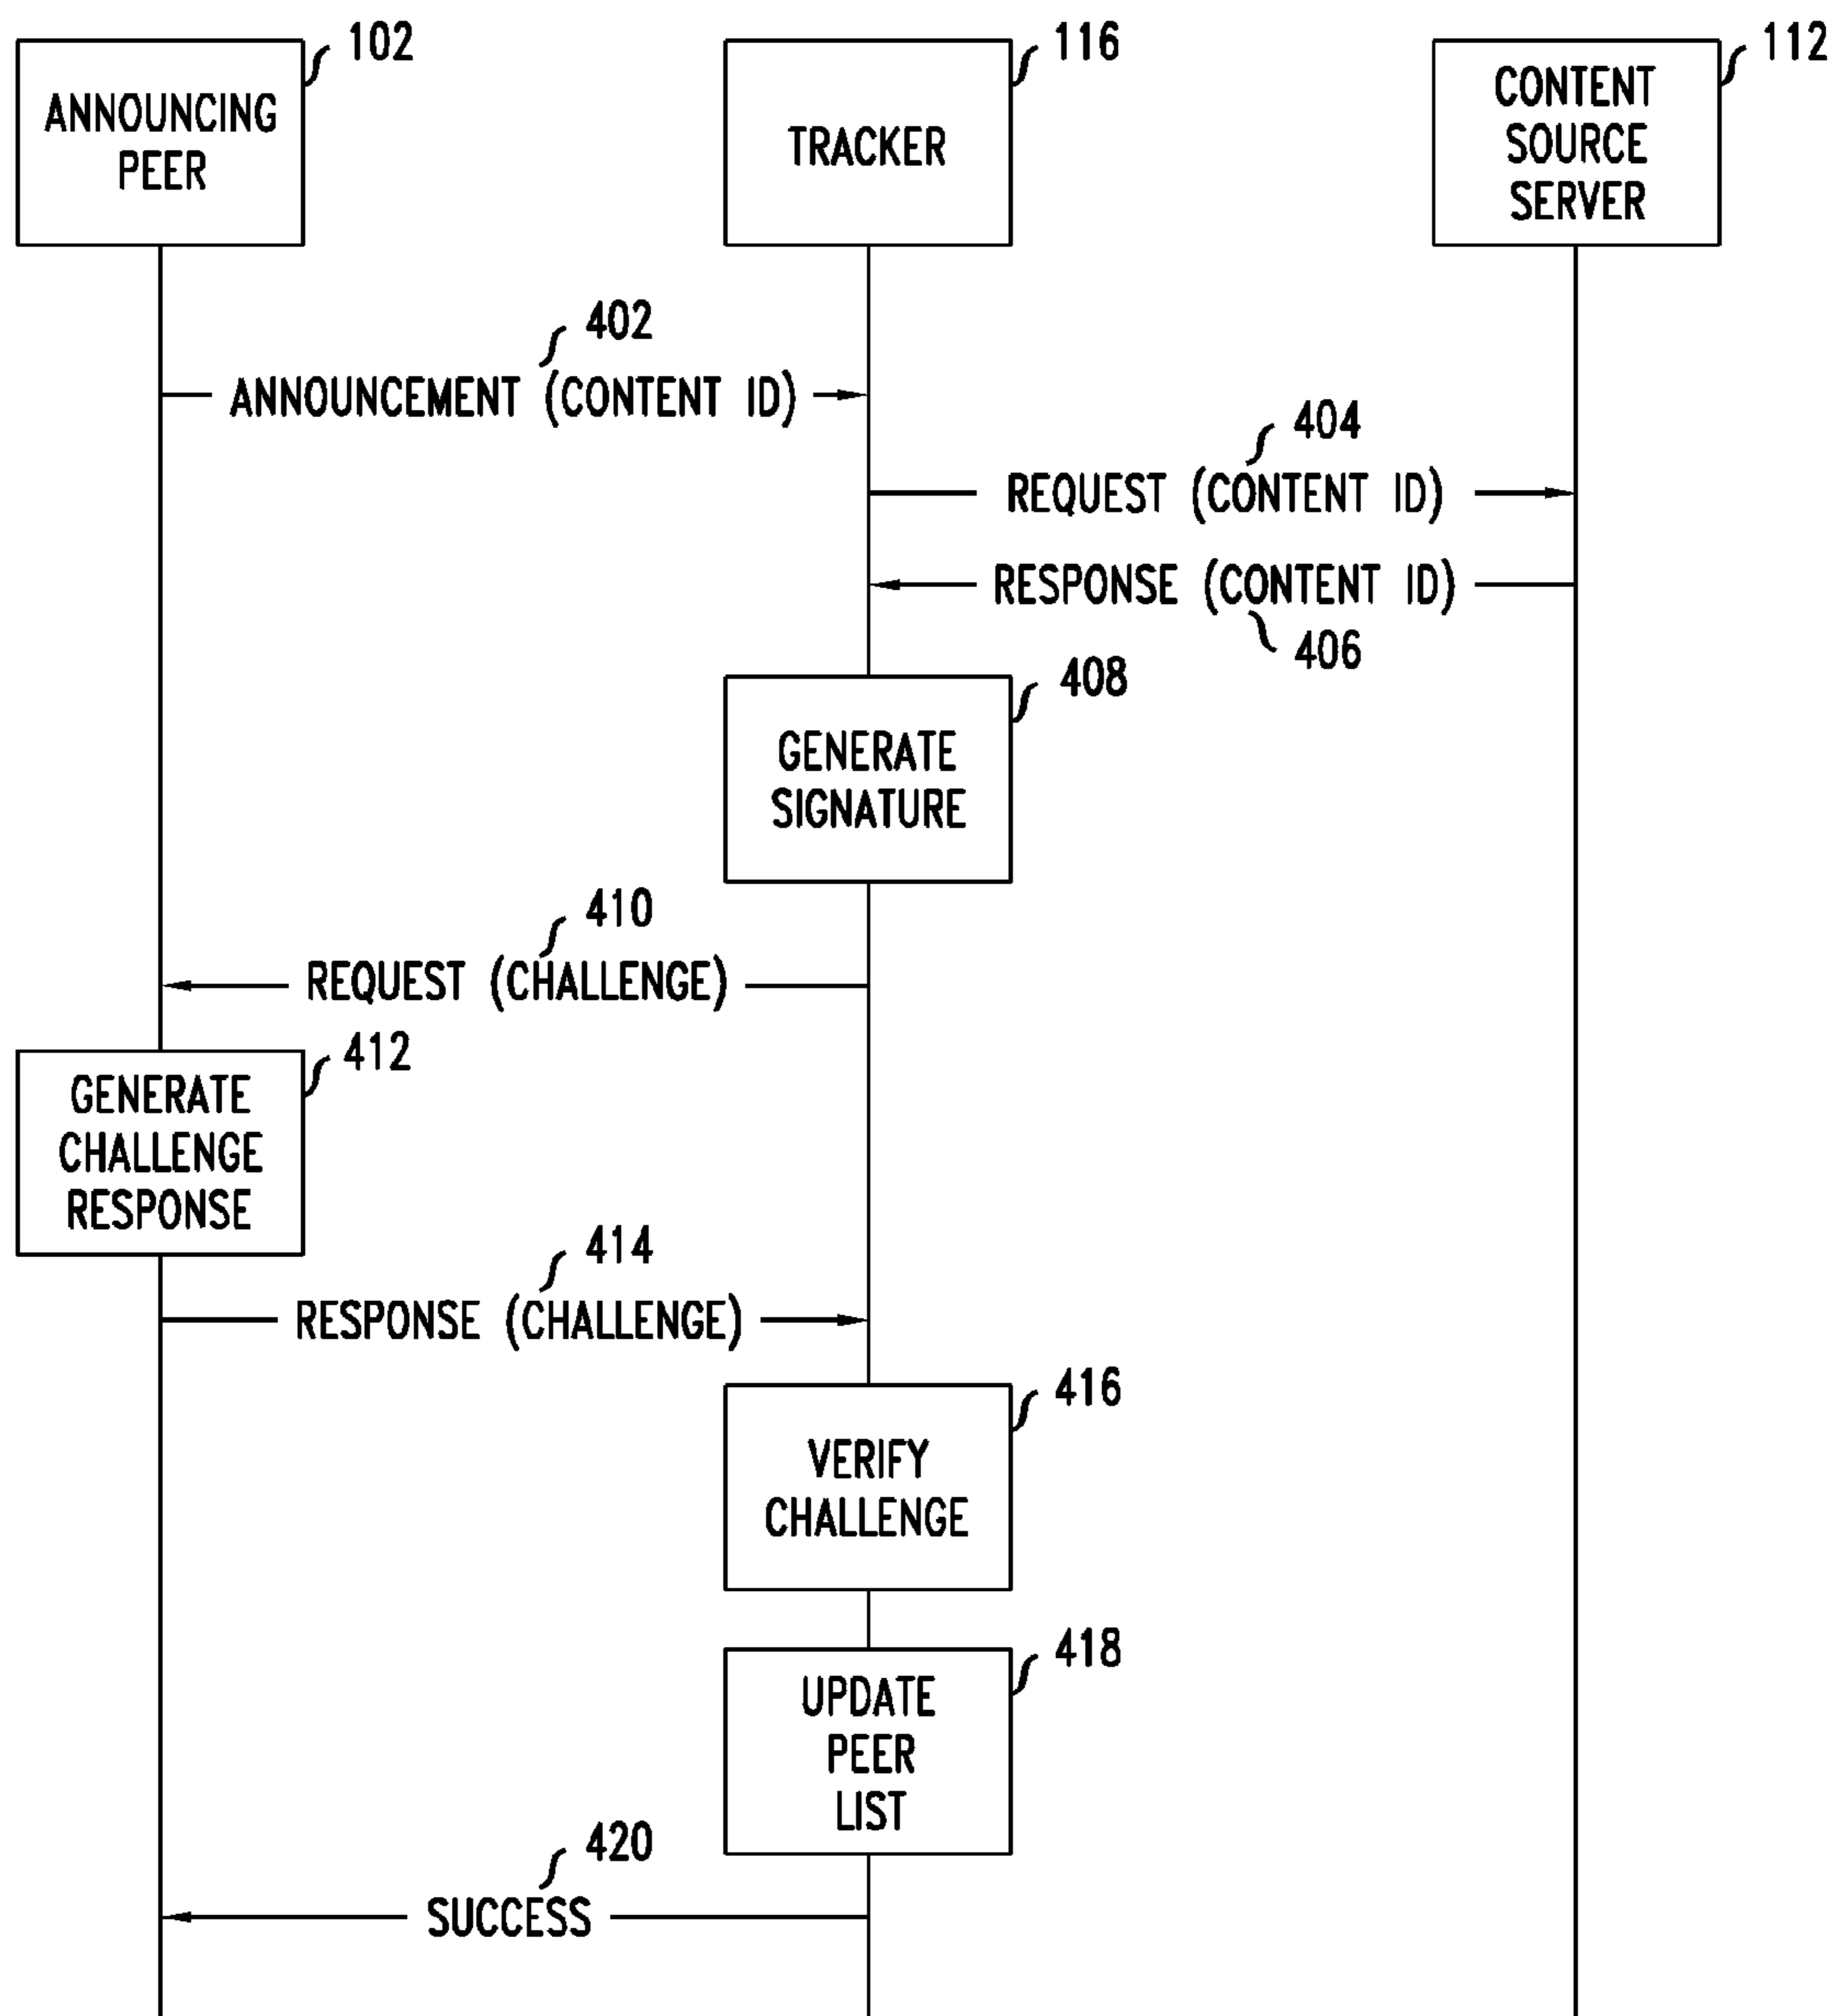 102
ANNOUNCING
PEER
116
TRACKER
112
CONTENT
SOURCE
SERVER
402
ANNOUNCEMENT (CONTENT ID)
404
REQUEST (CONTENT ID)
RESPONSE (CONTENT ID)
406
408
GENERATE
SIGNATURE
410
REQUEST (CHALLENGE)
412
GENERATE
CHALLENGE
RESPONSE
414
RESPONSE (CHALLENGE)
416
VERIFY
CHALLENGE
418
UPDATE
PEER
LIST
420
SUCCESS